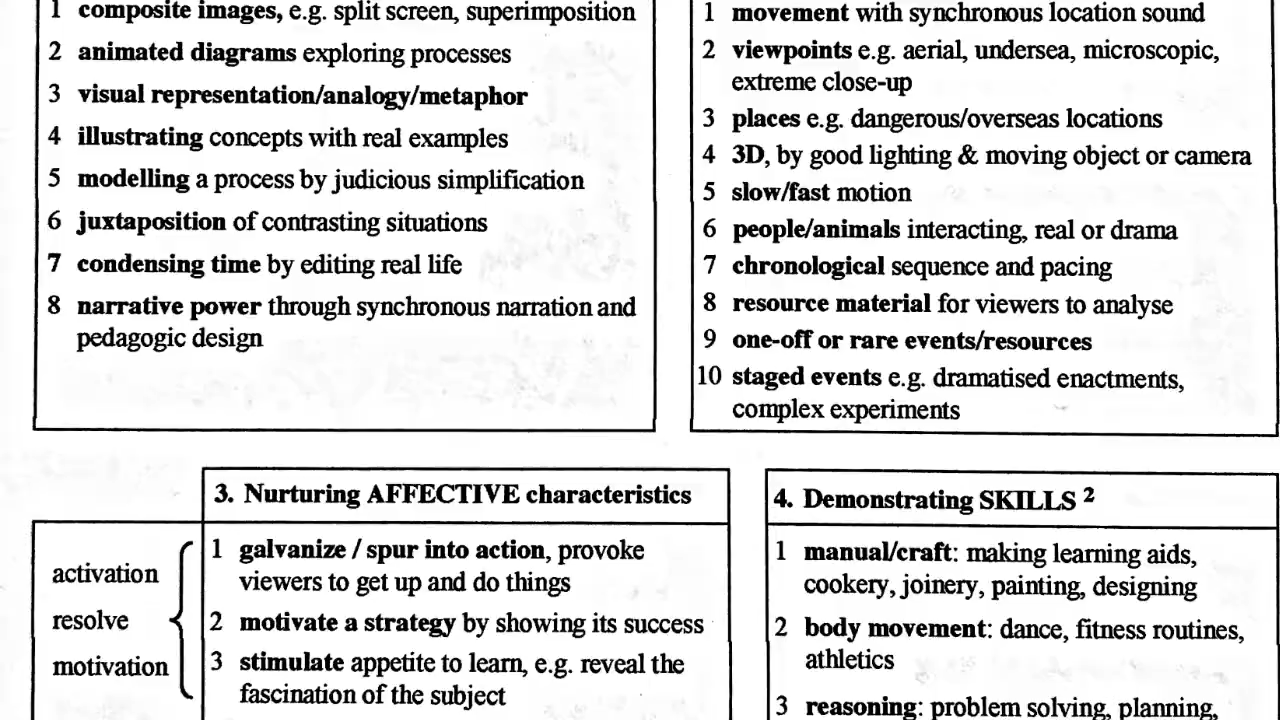 1 composite images, e.g. split screen, superimposition
2 animated diagrams exploring processes
3 visual representation/analogy/metaphor
4 illustrating concepts with real examples
5 modelling a process by judicious simplification
6 juxtaposition of contrasting situations
7 condensing time by editing real life
8 narrative power through synchronous narration and
pedagogic design
1 movement with synchronous location sound
2 viewpoints e.g. aerial, undersea, microscopic,
extreme close-up
3 places e.g. dangerous/overseas locations
4 3D, by good lighting & moving object or camera
5 slow/fast motion
6 people/animals interacting, real or drama
7 chronological sequence and pacing
8 resource material for viewers to analyse
9 one-off or rare events/resources
10 staged events e.g. dramatised enactments,
complex experiments
3. Nurturing AFFECTIVE characteristics
activation
resolve
motivation
1 galvanize / spur into action, provoke
viewers to get up and do things
2 motivate a strategy by showing its success
3 stimulate appetite to learn, e.g. reveal the
fascination of the subject
4. Demonstrating SKILLS 2
1 manual/craft: making learning aids,
cookery, joinery, painting, designing
2 body movement: dance, fitness routines,
athletics
3 reasoning: problem solving, planning,